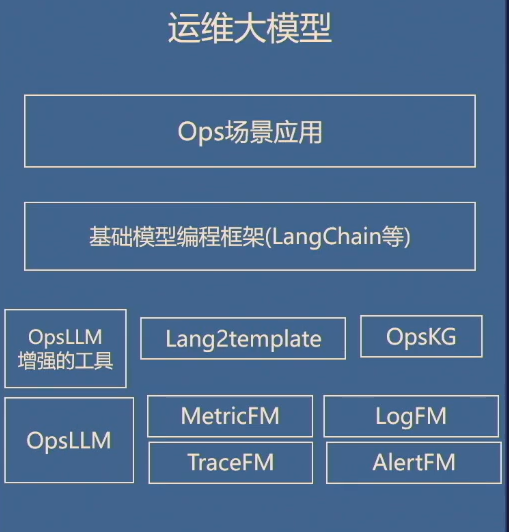 运维大模型
Ops场景应用
基础模型编程框架(LangChain等)
OpsLLM
增强的工具
Lang2template
OpsKG
OpsLLM
MetricFM
LogFM
TraceFM
AlertFM